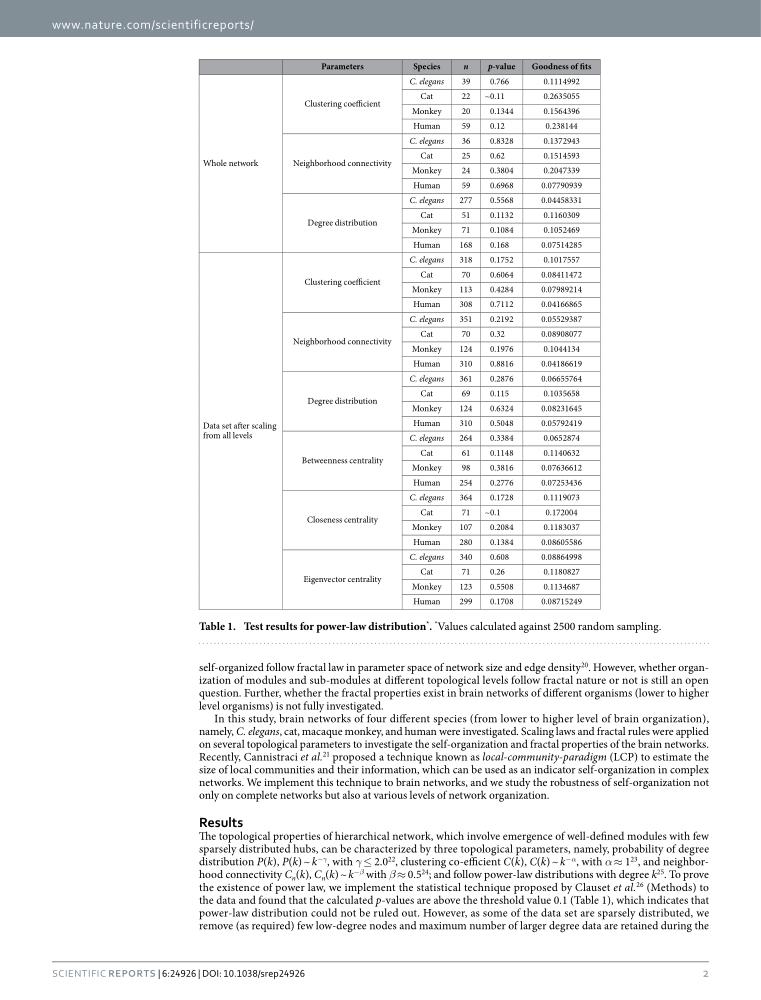 www.nature.com/scientificreports/
Parameters Species n p-value Goodness of fits
Whole network Clustering coefficient C. elegans 39 0.766 0.1114992
Cat 22 ~0.11 0.2635055
Monkey 20 0.1344 0.1564396
Human 59 0.12 0.238144
Neighborhood connectivity C. elegans 36 0.8328 0.1372943
Cat 25 0.62 0.1514593
Monkey 24 0.3804 0.2047339
Human 59 0.6968 0.07790939
Degree distribution C. elegans 277 0.5568 0.04458331
Cat 51 0.1132 0.1160309
Monkey 71 0.1084 0.1052469
Human 168 0.168 0.07514285
Data set after scaling
from all levels
Clustering coefficient C. elegans 318 0.1752 0.1017557
Cat 70 0.6064 0.08411472
Monkey 113 0.4284 0.07989214
Human 308 0.7112 0.04166865
Neighborhood connectivity C. elegans 351 0.2192 0.05529387
Cat 70 0.32 0.08908077
Monkey 124 0.1976 0.1044134
Human 310 0.8816 0.04186619
Degree distribution C. elegans 361 0.2876 0.06655764
Cat 69 0.115 0.1035658
Monkey 124 0.6324 0.08231645
Human 310 0.5048 0.05792419
Betweenness centrality C. elegans 264 0.3384 0.0652874
Cat 61 0.1148 0.1140632
Monkey 98 0.3816 0.07636612
Human 254 0.2776 0.07253436
Closeness centrality C. elegans 364 0.1728 0.1119073
Cat 71 ~0.1 0.172004
Monkey 107 0.2084 0.1183037
Human 280 0.1384 0.08605586
Eigenvector centrality C. elegans 340 0.608 0.08864998
Cat 71 0.26 0.1180827
Monkey 123 0.5508 0.1134687
Human 299 0.1708 0.08715249
Table 1. Test results for power-law distribution*. *Values calculated against 2500 random sampling.
self-organized follow fractal law in parameter space of network size and edge density20. However, whether organ-
ization of modules and sub-modules at different topological levels follow fractal nature or not is still an open
question. Further, whether the fractal properties exist in brain networks of different organisms (lower to higher
level organisms) is not fully investigated.
In this study, brain networks of four different species (from lower to higher level of brain organization),
namely, C. elegans, cat, macaque monkey, and human were investigated. Scaling laws and fractal rules were applied
on several topological parameters to investigate the self-organization and fractal properties of the brain networks.
Recently, Cannistraci et al.21 proposed a technique known as local-community-paradigm (LCP) to estimate the
size of local communities and their information, which can be used as an indicator self-organization in complex
networks. We implement this technique to brain networks, and we study the robustness of self-organization not
only on complete networks but also at various levels of network organization.
Results
The topological properties of hierarchical network, which involve emergence of well-defined modules with few
sparsely distributed hubs, can be characterized by three topological parameters, namely, probability of degree
distribution P(k), P(k) ~ k−γ, with γ ≤ 2.022, clustering co-efficient C(k), C(k) ~ k−α, with α ≈ 123, and neighbor-
hood connectivity Cn(k), Cn(k) ~ k−β with β ≈ 0.524; and follow power-law distributions with degree k25. To prove
the existence of power law, we implement the statistical technique proposed by Clauset et al.26 (Methods) to
the data and found that the calculated p-values are above the threshold value 0.1 (Table 1), which indicates that
power-law distribution could not be ruled out. However, as some of the data set are sparsely distributed, we
remove (as required) few low-degree nodes and maximum number of larger degree data are retained during the
SCIENTIFIC REPORTS | 6:24926 | DOI: 10.1038/srep24926 2